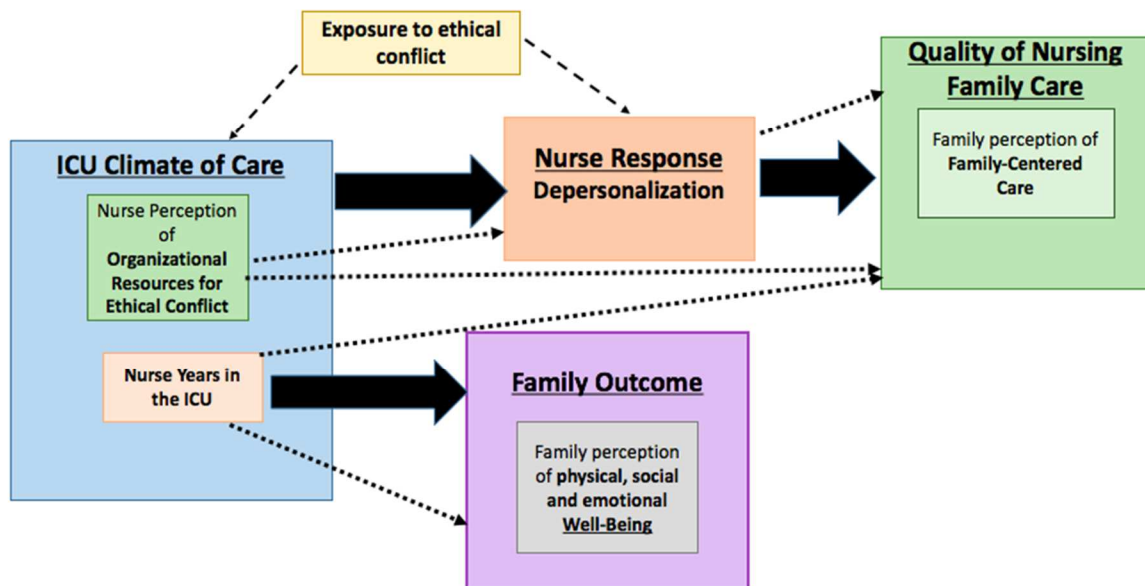 Exposure to ethical
conflict
Quality of Nursing
Family Care
Family perception of
Family-Centered
Care
ICU Climate of Care
Nurse Perception
of
Organizational
Resources for
Ethical Conflict
Nurse Years in
the ICU
Nurse Response
Depersonalization
Family Outcome
Family perception
of physical, social
and emotional
Well-Being